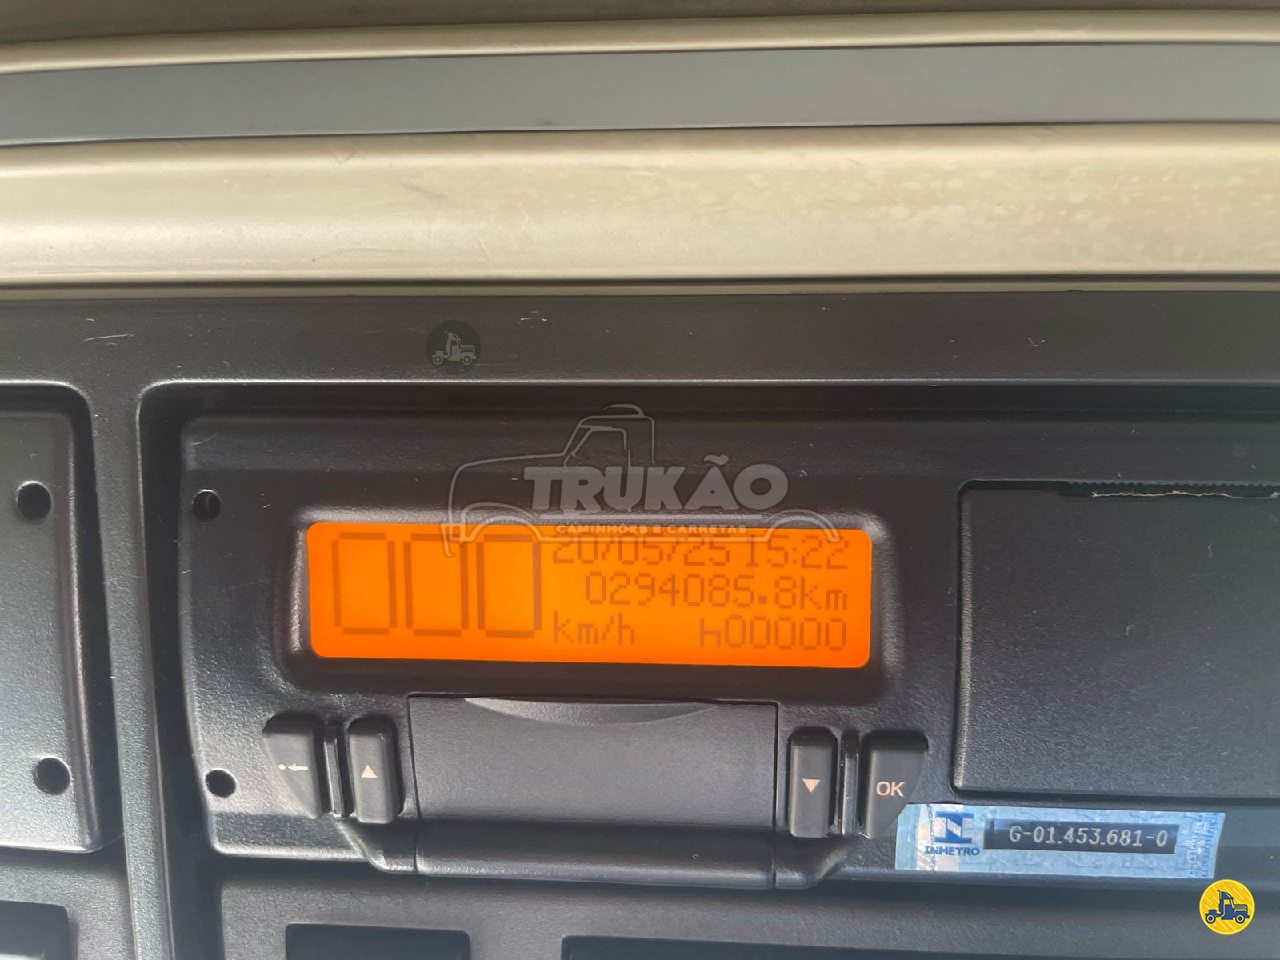 TRUKÃO
CAMINHÕES E CARRETAS
000
20/05/25 15:22
0294085.8km
km/h h00000
OK
INMETRO
G-01.453.681-0